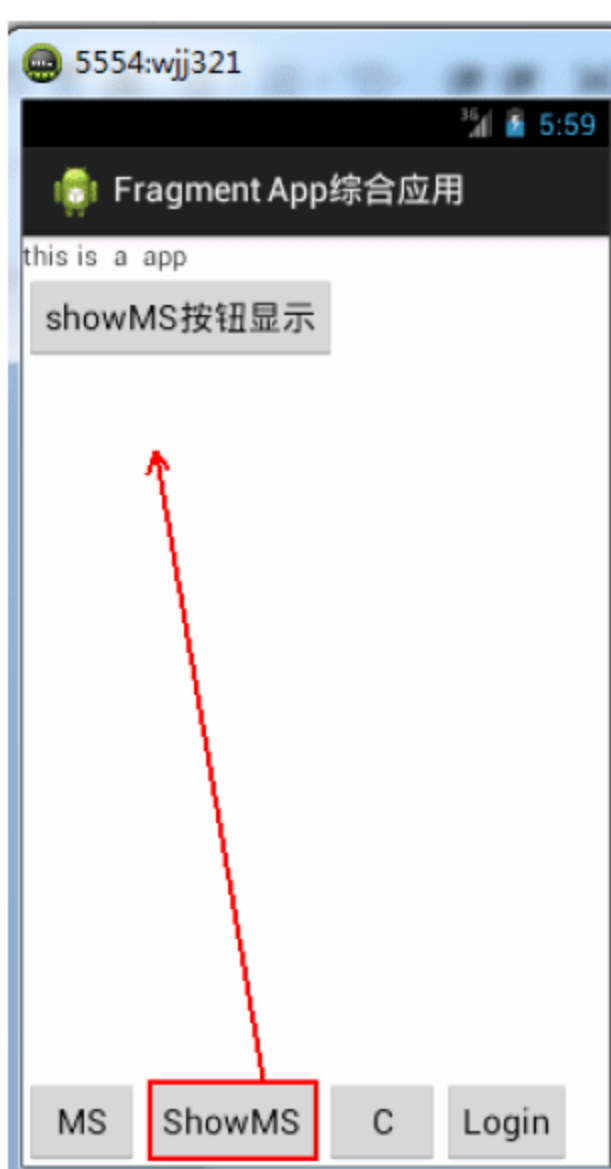 5554:wjj321
3G 5:59
Fragment App综合应用
this is a app
showMS按钮显示
MS ShowMS C Login